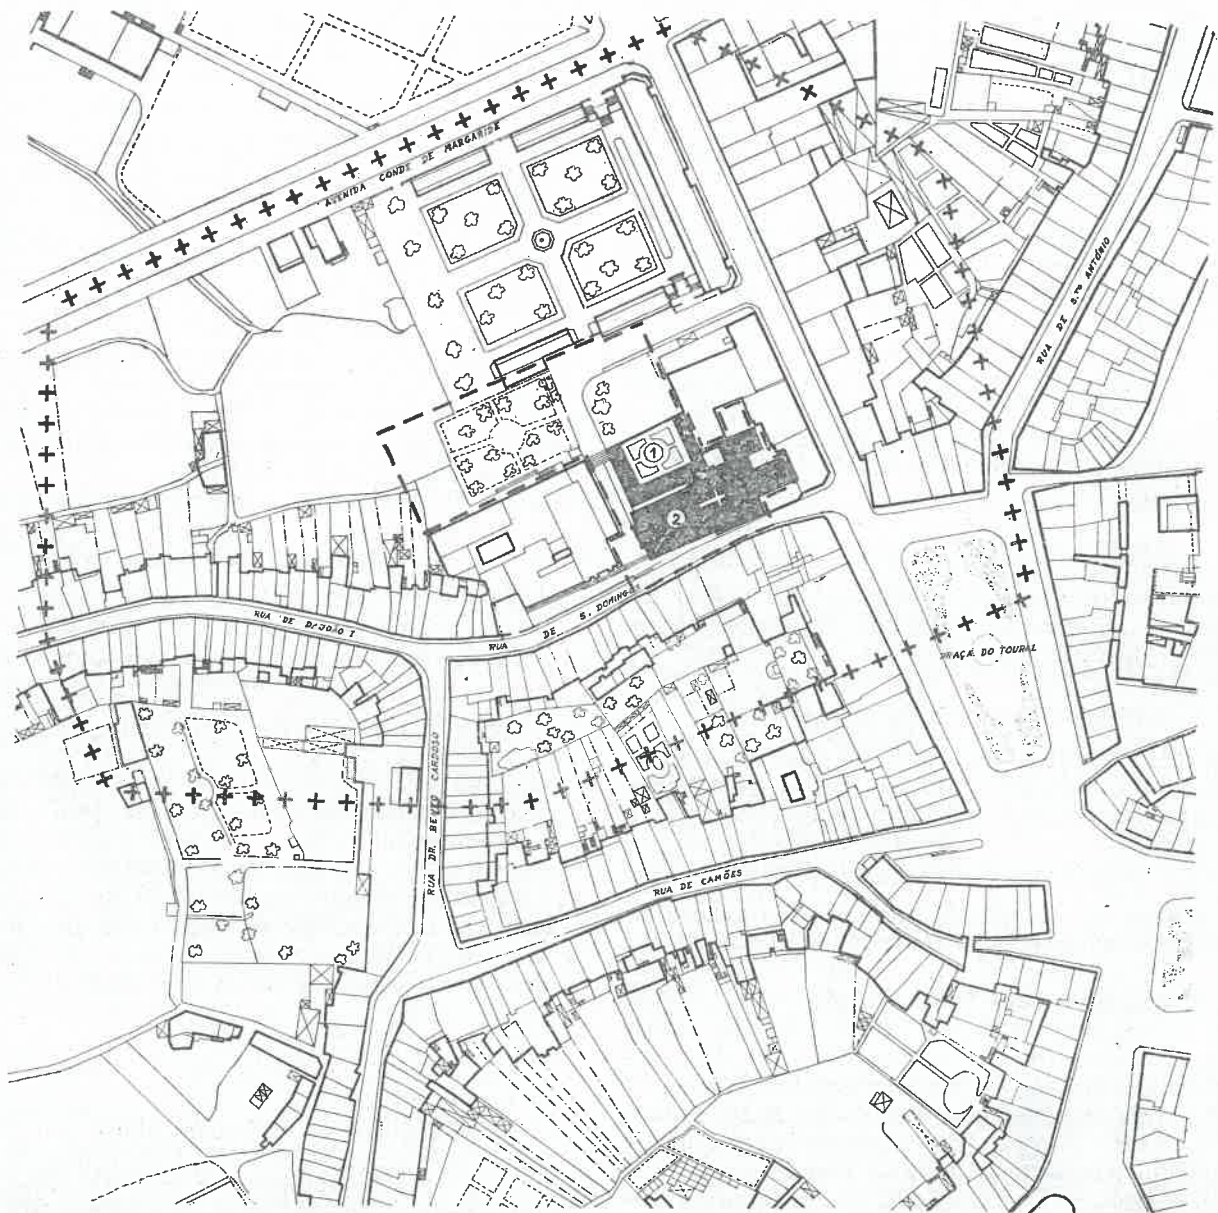 AVENIDA CONDE DE MARGARIDE
RUA DE S.TO ANTÓNIO
1
2
RUA DE D. JOÃO I
RUA DE S. DOMINGOS
PRAÇA DO TOURAL
RUA DR. BENTO CARDOSO
RUA DE CAMÕES